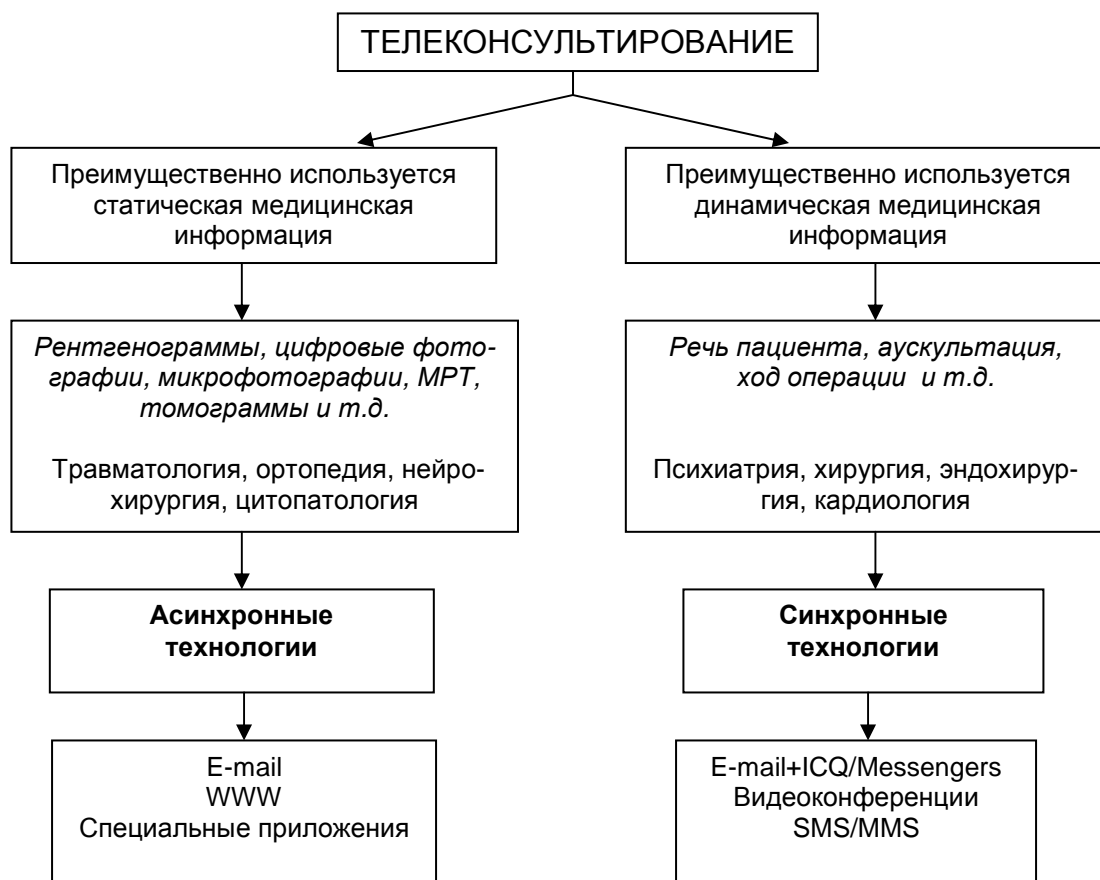 ТЕЛЕКОНСУЛЬТИРОВАНИЕ
Преимущественно используется
статическая медицинская
информация
Преимущественно используется
динамическая медицинская
информация
Рентгенограммы, цифровые фото-
графии, микрофотографии, МРТ,
томограммы и т.д.
Травматология, ортопедия, нейро-
хирургия, цитопатология
Речь пациента, аускультация,
ход операции и т.д.
Психиатрия, хирургия, эндохирур-
гия, кардиология
Асинхронные
технологии
Синхронные
технологии
E-mail
WWW
Специальные приложения
E-mail+ICQ/Messengers
Видеоконференции
SMS/MMS